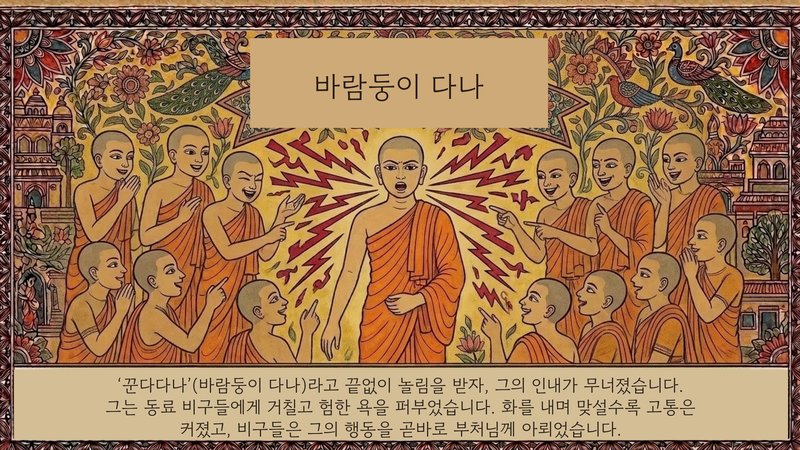 바람둥이 다나
‘꾼다다나’(바람둥이 다나)라고 끝없이 놀림을 받자, 그의 인내가 무너졌습니다.
그는 동료 비구들에게 거칠고 험한 욕을 퍼부었습니다. 화를 내며 맞설수록 고통은
커졌고, 비구들은 그의 행동을 곧바로 부처님께 아뢰었습니다.